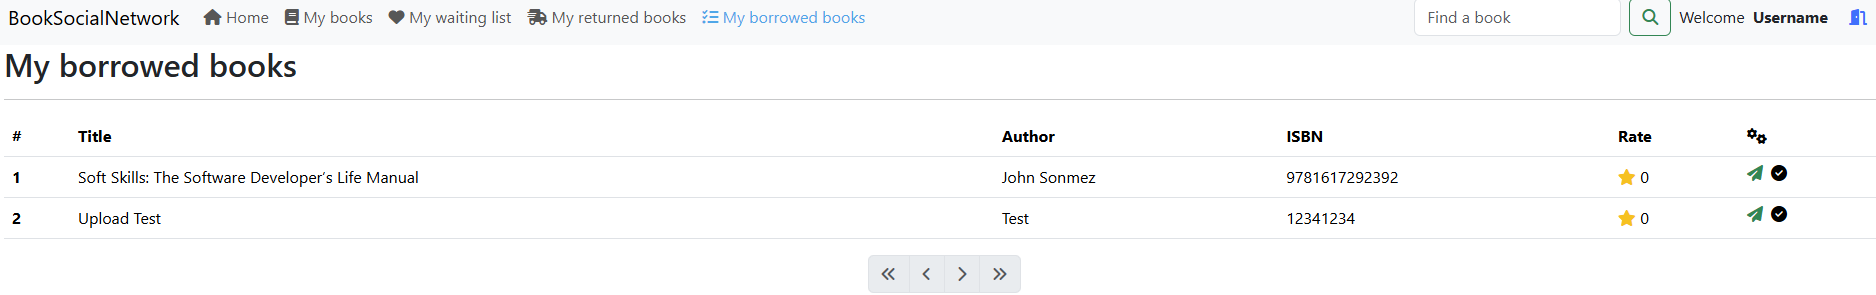 BookSocialNetwork Home My books My waiting list My returned books My borrowed books Find a book Welcome Username
My borrowed books
# Title Author ISBN Rate
1 Soft Skills: The Software Developer’s Life Manual John Sonmez 9781617292392 0
2 Upload Test Test 12341234 0